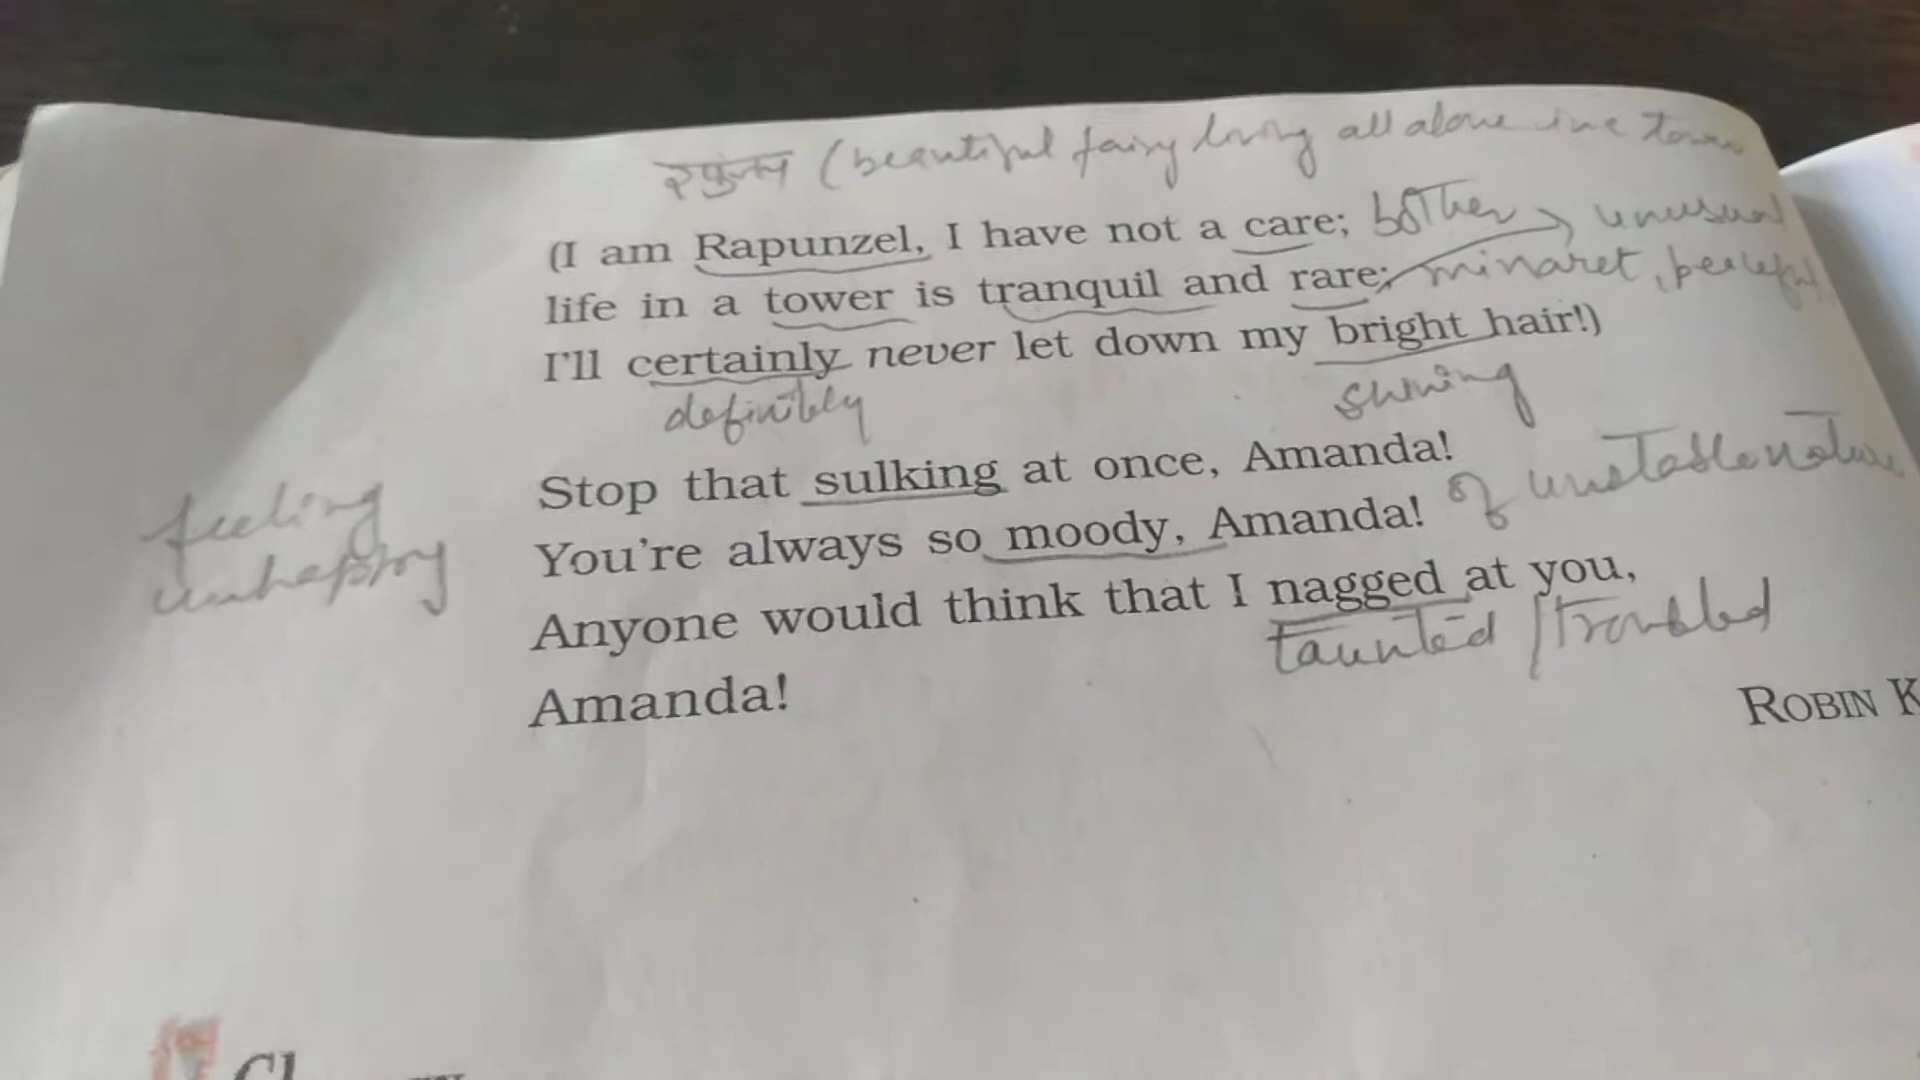 (beautiful fairy living all alone in a tower
(I am Rapunzel, I have not a care; bother unusual
life in a tower is tranquil and rare; minaret, peaceful
I'll certainly never let down my bright hair!)
definitely shining
Stop that sulking at once, Amanda!
feeling unhappy
You're always so moody, Amanda! of unstable nature
Anyone would think that I nagged at you,
taunted / troubled
Amanda!
ROBIN K